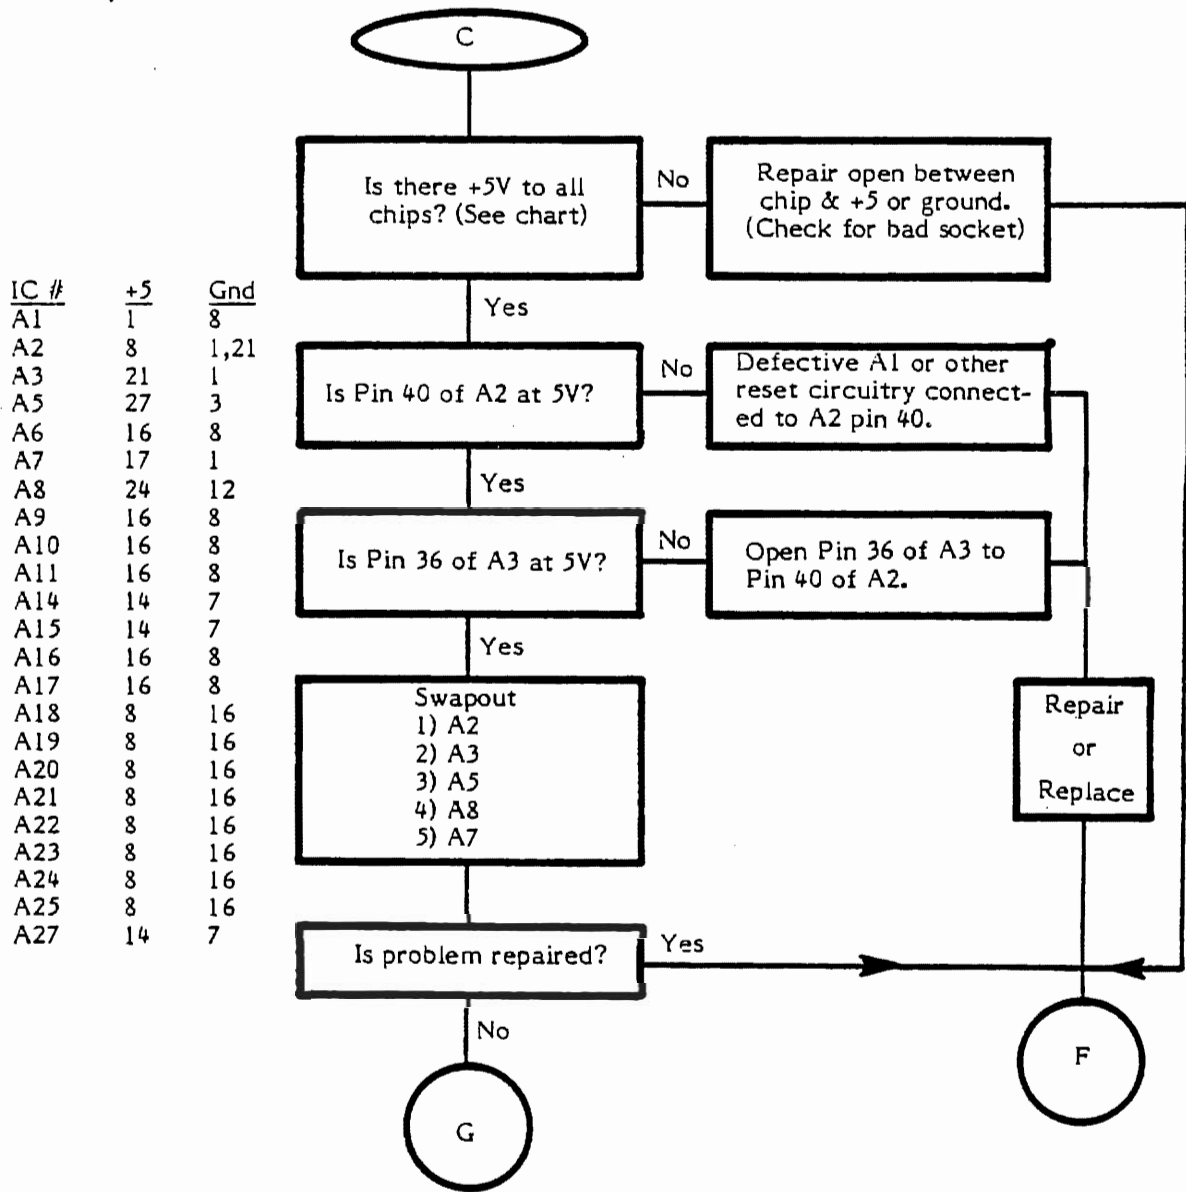 C
Is there +5V to all
chips? (See chart)
No
Repair open between
chip & +5 or ground.
(Check for bad socket)
Yes
IC # +5 Gnd
A1 1 8
A2 8 1,21
A3 21 1
A5 27 3
A6 16 8
A7 17 1
A8 24 12
A9 16 8
A10 16 8
A11 16 8
A14 14 7
A15 14 7
A16 16 8
A17 16 8
A18 8 16
A19 8 16
A20 8 16
A21 8 16
A22 8 16
A23 8 16
A24 8 16
A25 8 16
A27 14 7
Is Pin 40 of A2 at 5V?
No
Defective A1 or other
reset circuitry connect-
ed to A2 pin 40.
Yes
Is Pin 36 of A3 at 5V?
No
Open Pin 36 of A3 to
Pin 40 of A2.
Yes
Swapout
1) A2
2) A3
3) A5
4) A8
5) A7
Repair
or
Replace
Is problem repaired?
Yes
No
F
G